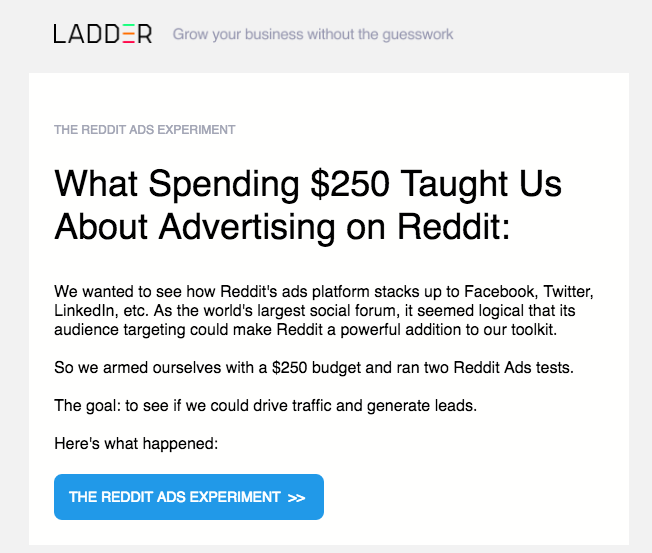 LADDER Grow your business without the guesswork
THE REDDIT ADS EXPERIMENT
What Spending $250 Taught Us
About Advertising on Reddit:
We wanted to see how Reddit's ads platform stacks up to Facebook, Twitter,
LinkedIn, etc. As the world's largest social forum, it seemed logical that its
audience targeting could make Reddit a powerful addition to our toolkit.
So we armed ourselves with a $250 budget and ran two Reddit Ads tests.
The goal: to see if we could drive traffic and generate leads.
Here's what happened:
THE REDDIT ADS EXPERIMENT >>